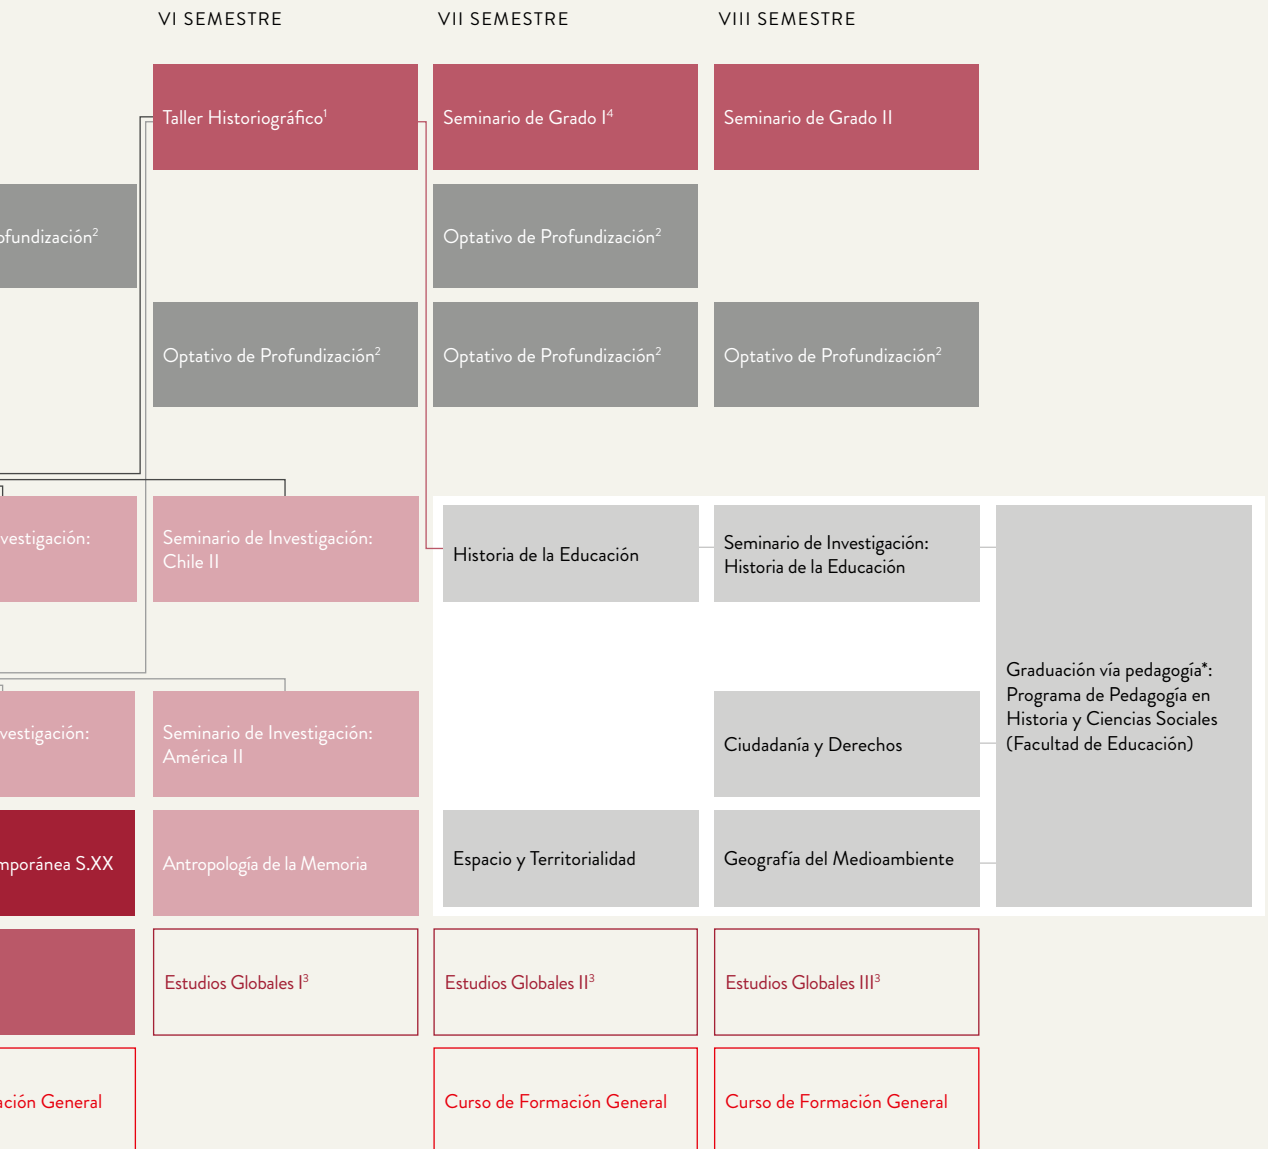 VI SEMESTRE
VII SEMESTRE
VIII SEMESTRE
Taller Historiográfico¹
Seminario de Grado I⁴
Seminario de Grado II
ofundización²
Optativo de Profundización²
Optativo de Profundización²
Optativo de Profundización²
Optativo de Profundización²
vestigación:
Seminario de Investigación:
Chile II
Historia de la Educación
Seminario de Investigación:
Historia de la Educación
Graduación vía pedagogía*:
Programa de Pedagogía en
Historia y Ciencias Sociales
(Facultad de Educación)
vestigación:
Seminario de Investigación:
América II
Ciudadanía y Derechos
mporánea S.XX
Antropología de la Memoria
Espacio y Territorialidad
Geografía del Medioambiente
Estudios Globales I³
Estudios Globales II³
Estudios Globales III³
ación General
Curso de Formación General
Curso de Formación General